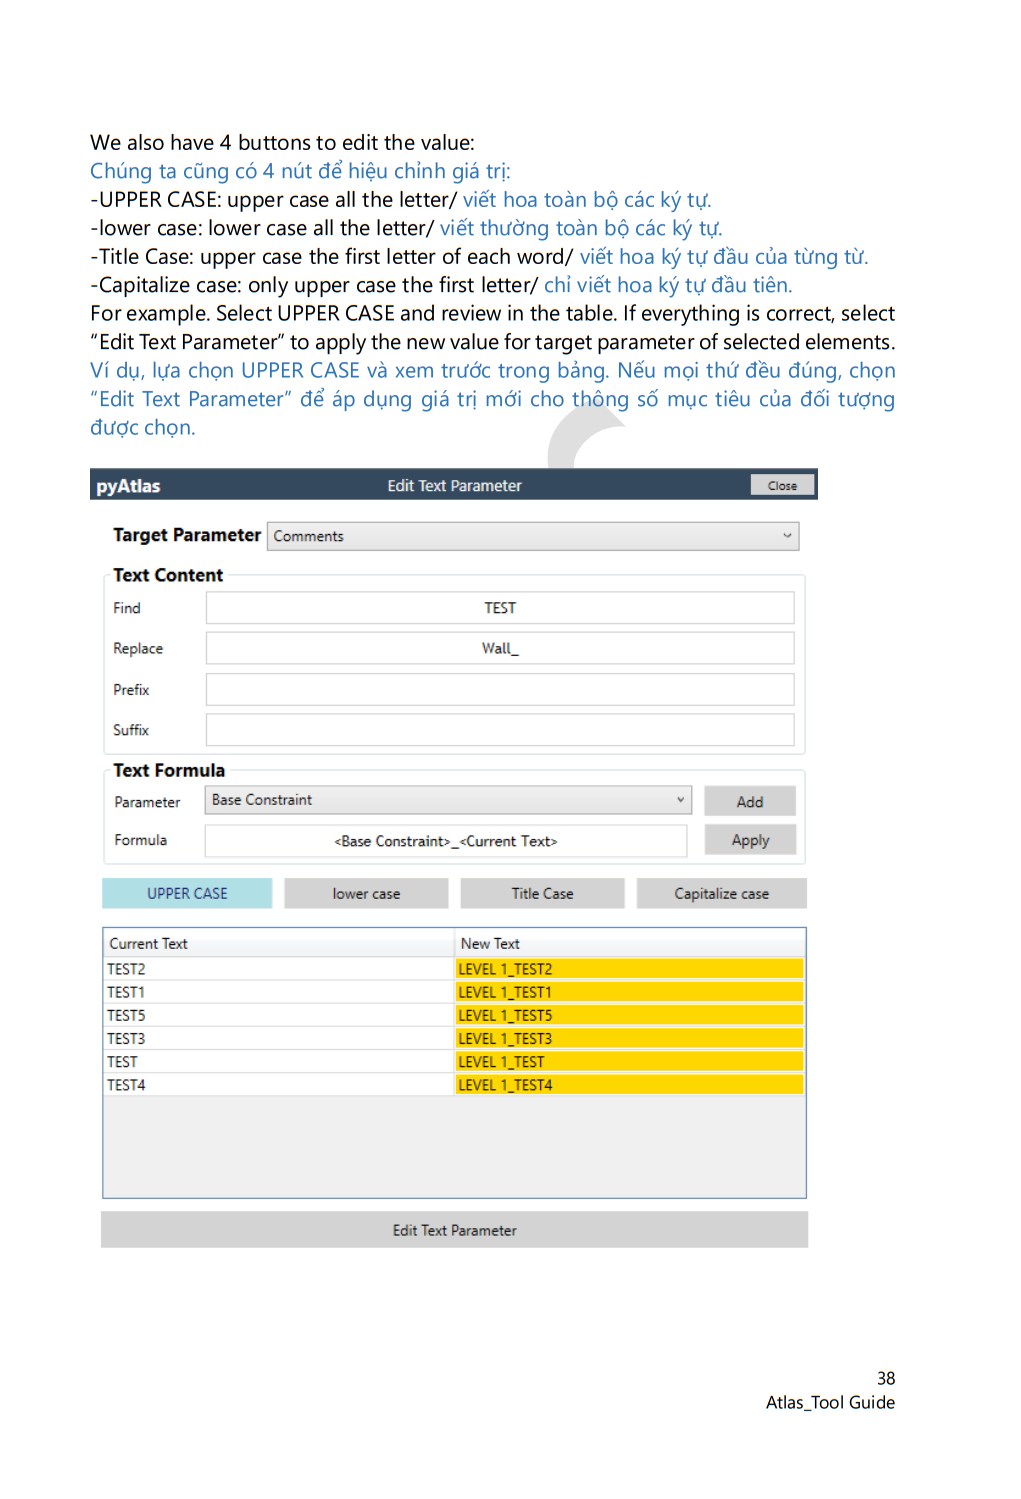 We also have 4 buttons to edit the value:
Chúng ta cũng có 4 nút để hiệu chỉnh giá trị:
-UPPER CASE: upper case all the letter/ viết hoa toàn bộ các ký tự.
-lower case: lower case all the letter/ viết thường toàn bộ các ký tự.
-Title Case: upper case the first letter of each word/ viết hoa ký tự đầu của từng từ.
-Capitalize case: only upper case the first letter/ chỉ viết hoa ký tự đầu tiên.
For example. Select UPPER CASE and review in the table. If everything is correct, select
“Edit Text Parameter” to apply the new value for target parameter of selected elements.
Ví dụ, lựa chọn UPPER CASE và xem trước trong bảng. Nếu mọi thứ đều đúng, chọn
“Edit Text Parameter” để áp dụng giá trị mới cho thông số mục tiêu của đối tượng
được chọn.
pyAtlas Edit Text Parameter Close
Target Parameter Comments
Text Content
Find TEST
Replace Wall_
Prefix
Suffix
Text Formula
Parameter Base Constraint Add
Formula <Base Constraint>_<Current Text> Apply
UPPER CASE lower case Title Case Capitalize case
Current Text New Text
TEST2 LEVEL 1_TEST2
TEST1 LEVEL 1_TEST1
TEST5 LEVEL 1_TEST5
TEST3 LEVEL 1_TEST3
TEST LEVEL 1_TEST
TEST4 LEVEL 1_TEST4
Edit Text Parameter
38
Atlas_Tool Guide